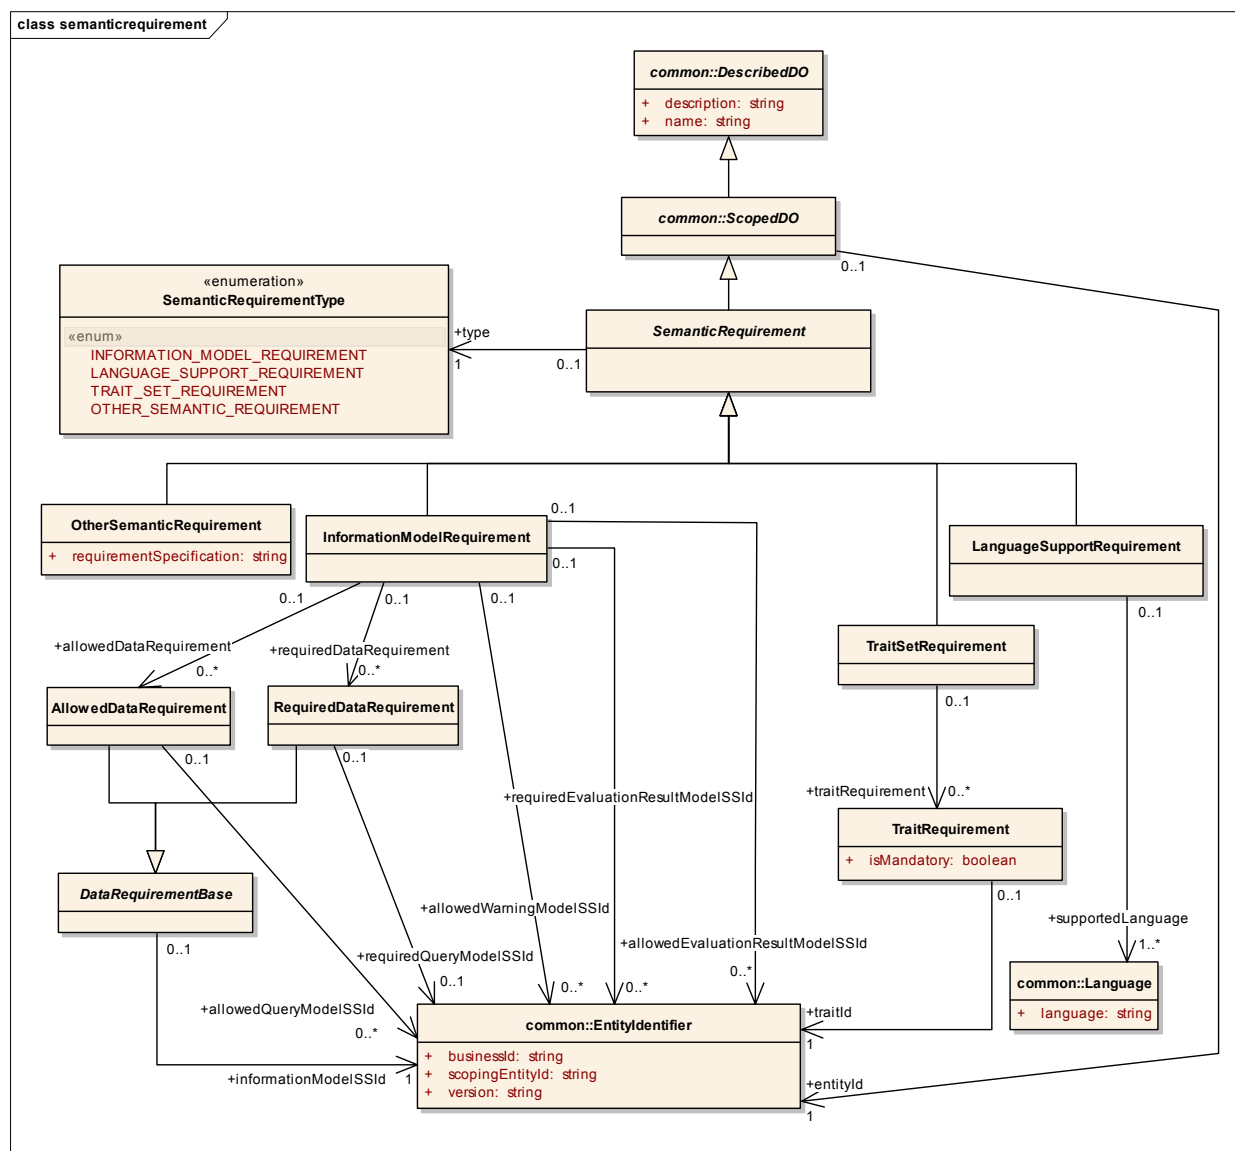 class semanticrequirement
common::DescribedDO
+ description: string
+ name: string
common::ScopedDO
0..1
«enumeration»
SemanticRequirementType
«enum»
INFORMATION_MODEL_REQUIREMENT
LANGUAGE_SUPPORT_REQUIREMENT
TRAIT_SET_REQUIREMENT
OTHER_SEMANTIC_REQUIREMENT
+type
1
0..1
SemanticRequirement
OtherSemanticRequirement
+ requirementSpecification: string
InformationModelRequirement
0..1
0..1
LanguageSupportRequirement
0..1
0..1
0..1
0..1
+allowedDataRequirement
0..*
+requiredDataRequirement
0..*
TraitSetRequirement
0..1
AllowedDataRequirement
0..1
RequiredDataRequirement
0..1
+requiredEvaluationResultModelSSId
+traitRequirement
0..*
TraitRequirement
+ isMandatory: boolean
0..1
DataRequirementBase
0..1
+allowedWarningModelSSId
+supportedLanguage
1..*
+allowedEvaluationResultModelSSId
0..*
+requiredQueryModelSSId
0..1
0..*
0..*
common::Language
+ language: string
+allowedQueryModelSSId
0..*
+traitId
1
common::EntityIdentifier
+ businessId: string
+ scopingEntityId: string
+ version: string
+informationModelSSId
1
+entityId
1